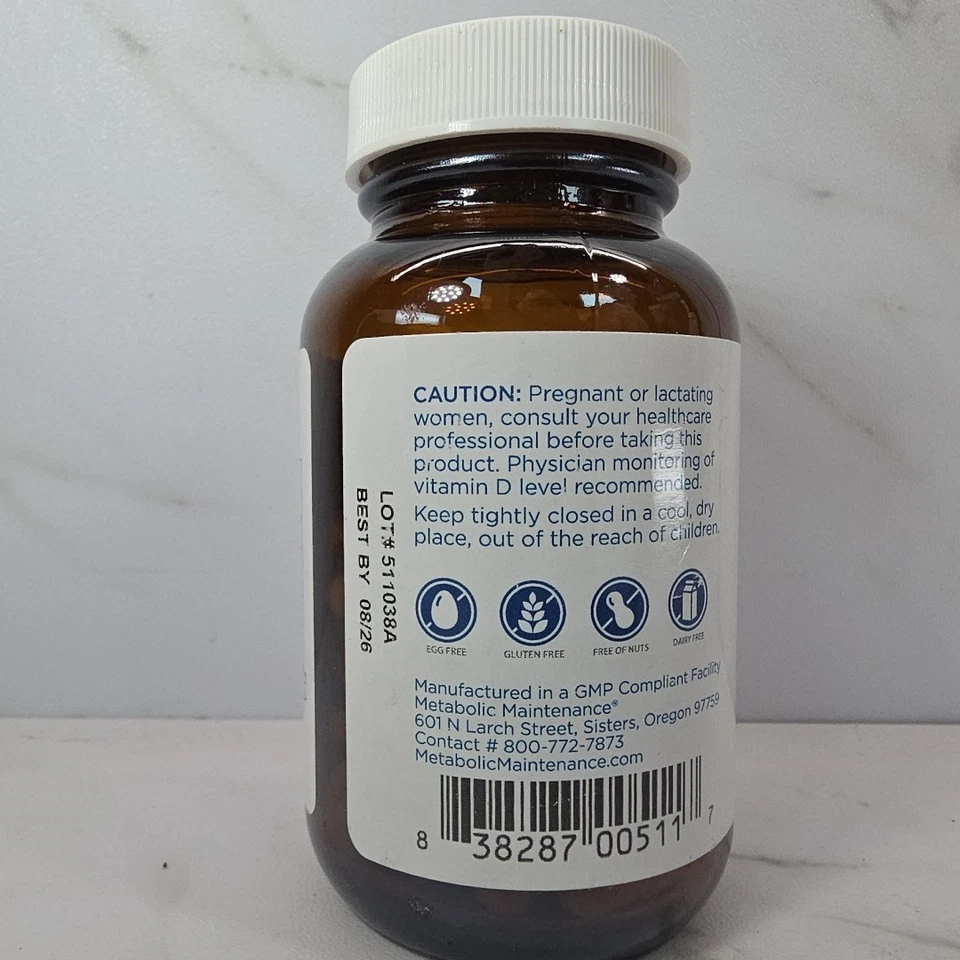 CAUTION: Pregnant or lactating
women, consult your healthcare
professional before taking this
product. Physician monitoring of
vitamin D level recommended.
Keep tightly closed in a cool, dry
place, out of the reach of children.
LOT# 511038A
BEST BY 08/26
EGG FREE
GLUTEN FREE
FREE OF NUTS
DAIRY FREE
Manufactured in a GMP Compliant Facility
Metabolic Maintenance®
601 N Larch Street, Sisters, Oregon 97759
Contact # 800-772-7873
MetabolicMaintenance.com
8 38287 00511 7